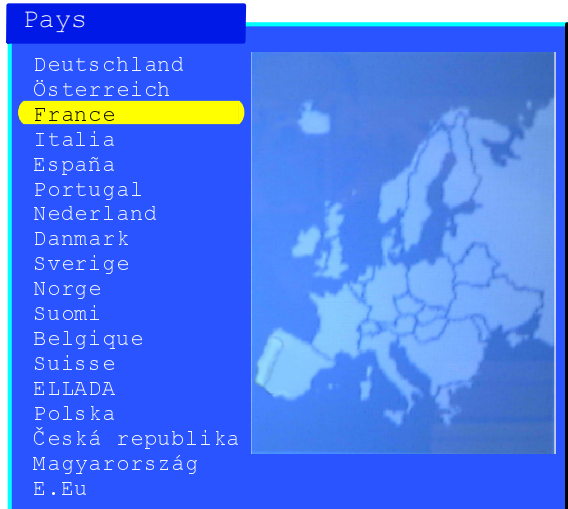 Pays
Deutschland
Österreich
France
Italia
España
Portugal
Nederland
Danmark
Sverige
Norge
Suomi
Belgique
Suisse
ELLADA
Polska
Česká republika
Magyarország
E.Eu